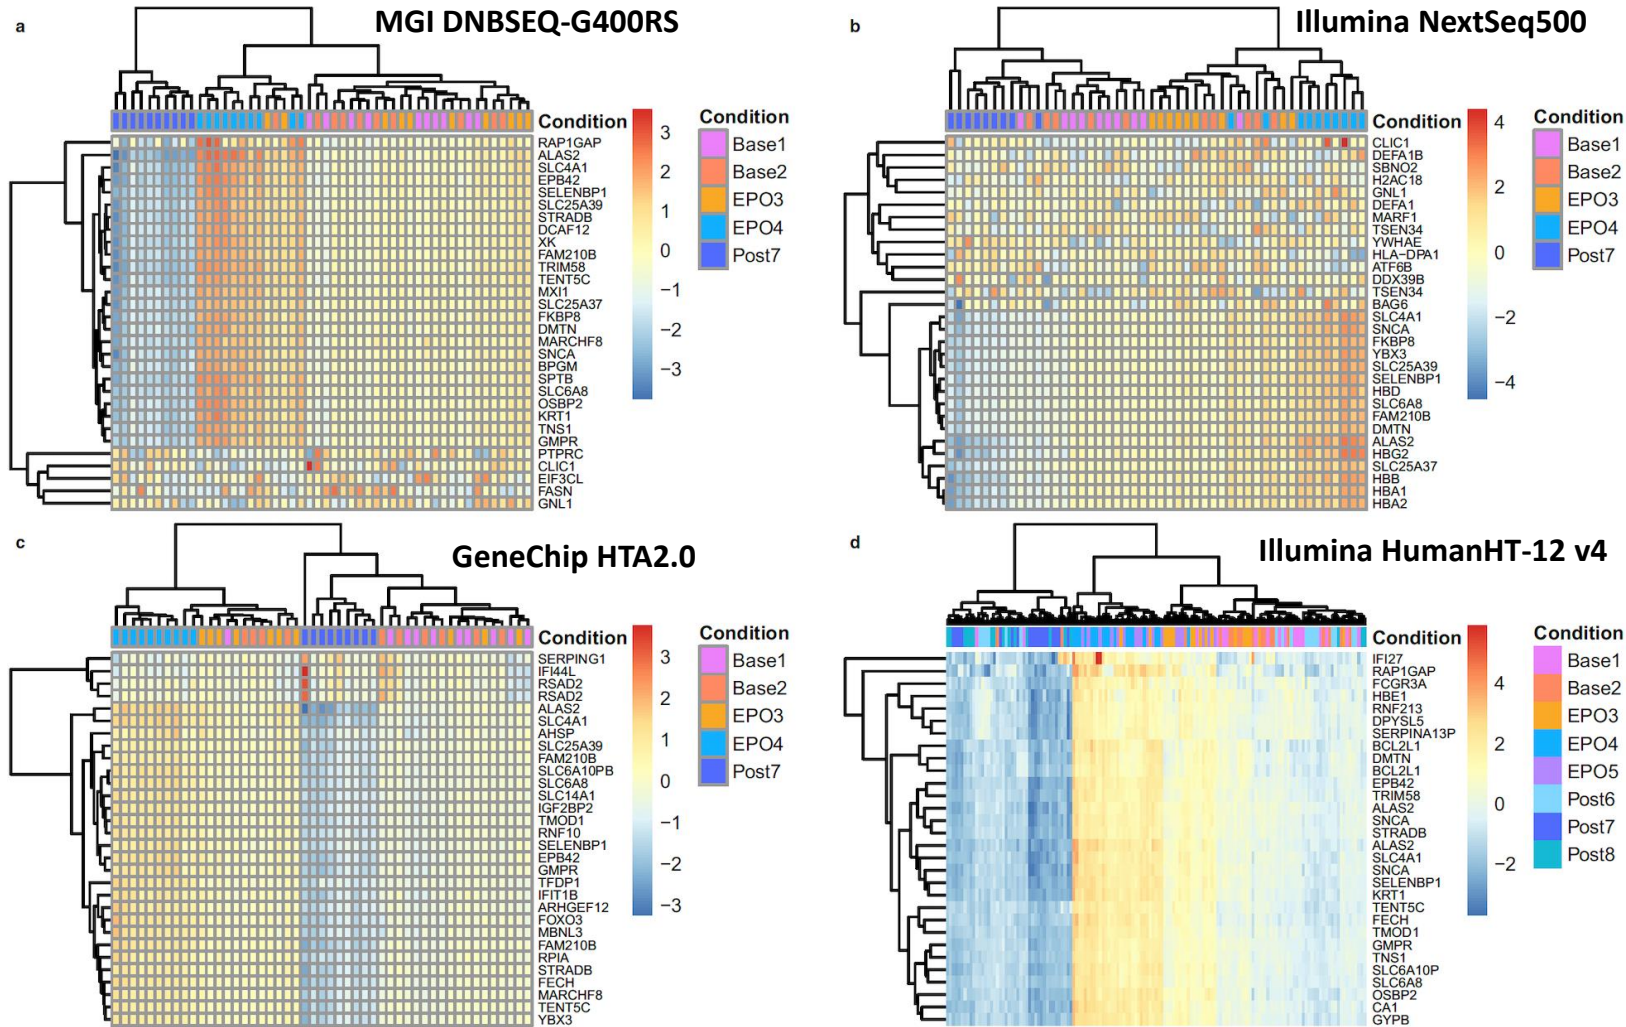 a
MGI DNBSEQ-G400RS
Condition
RAP1GAP
ALAS2
SLC4A1
EPB42
SELENBP1
SLC25A39
STRADB
DCAF12
XK
FAM210B
TRIM58
TENT5C
MXI1
SLC25A37
FKBP8
DMTN
MARCHF8
SNCA
BPGM
SPTB
SLC6A8
OSBP2
KRT1
TNS1
GMPR
PTPRC
CLIC1
EIF3CL
FASN
GNL1
3
2
1
0
−1
−2
−3
Condition
Base1
Base2
EPO3
EPO4
Post7
b
Illumina NextSeq500
Condition
CLIC1
DEFA1B
SBNO2
H2AC18
GNL1
DEFA1
MARF1
TSEN34
YWHAE
HLA−DPA1
ATF6B
DDX39B
TSEN34
BAG6
SLC4A1
SNCA
FKBP8
YBX3
SLC25A39
SELENBP1
HBD
SLC6A8
FAM210B
DMTN
ALAS2
HBG2
SLC25A37
HBB
HBA1
HBA2
4
2
0
−2
−4
Condition
Base1
Base2
EPO3
EPO4
Post7
c
GeneChip HTA2.0
Condition
SERPING1
IFI44L
RSAD2
RSAD2
ALAS2
SLC4A1
AHSP
SLC25A39
FAM210B
SLC6A10PB
SLC6A8
SLC14A1
IGF2BP2
TMOD1
RNF10
SELENBP1
EPB42
GMPR
TFDP1
IFIT1B
ARHGEF12
FOXO3
MBNL3
FAM210B
RPIA
STRADB
FECH
MARCHF8
TENT5C
YBX3
3
2
1
0
−1
−2
−3
Condition
Base1
Base2
EPO3
EPO4
Post7
d
Illumina HumanHT-12 v4
Condition
IFI27
RAP1GAP
FCGR3A
HBE1
RNF213
DPYSL5
SERPINA13P
BCL2L1
DMTN
BCL2L1
EPB42
TRIM58
ALAS2
SNCA
STRADB
ALAS2
SLC4A1
SNCA
SELENBP1
KRT1
TENT5C
FECH
TMOD1
GMPR
TNS1
SLC6A10P
SLC6A8
OSBP2
CA1
GYPB
4
2
0
−2
Condition
Base1
Base2
EPO3
EPO4
EPO5
Post6
Post7
Post8